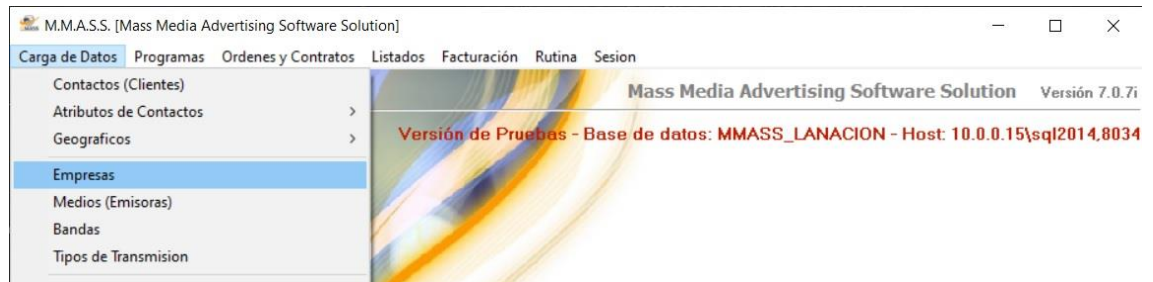 M.M.A.S.S. [Mass Media Advertising Software Solution]
Carga de Datos Programas Ordenes y Contratos Listados Facturación Rutina Sesion
Contactos (Clientes)
Atributos de Contactos
Geograficos
Empresas
Medios (Emisoras)
Bandas
Tipos de Transmision
Mass Media Advertising Software Solution Versión 7.0.7i
Versión de Pruebas - Base de datos: MMASS_LANACION - Host: 10.0.0.15\sql2014,8034